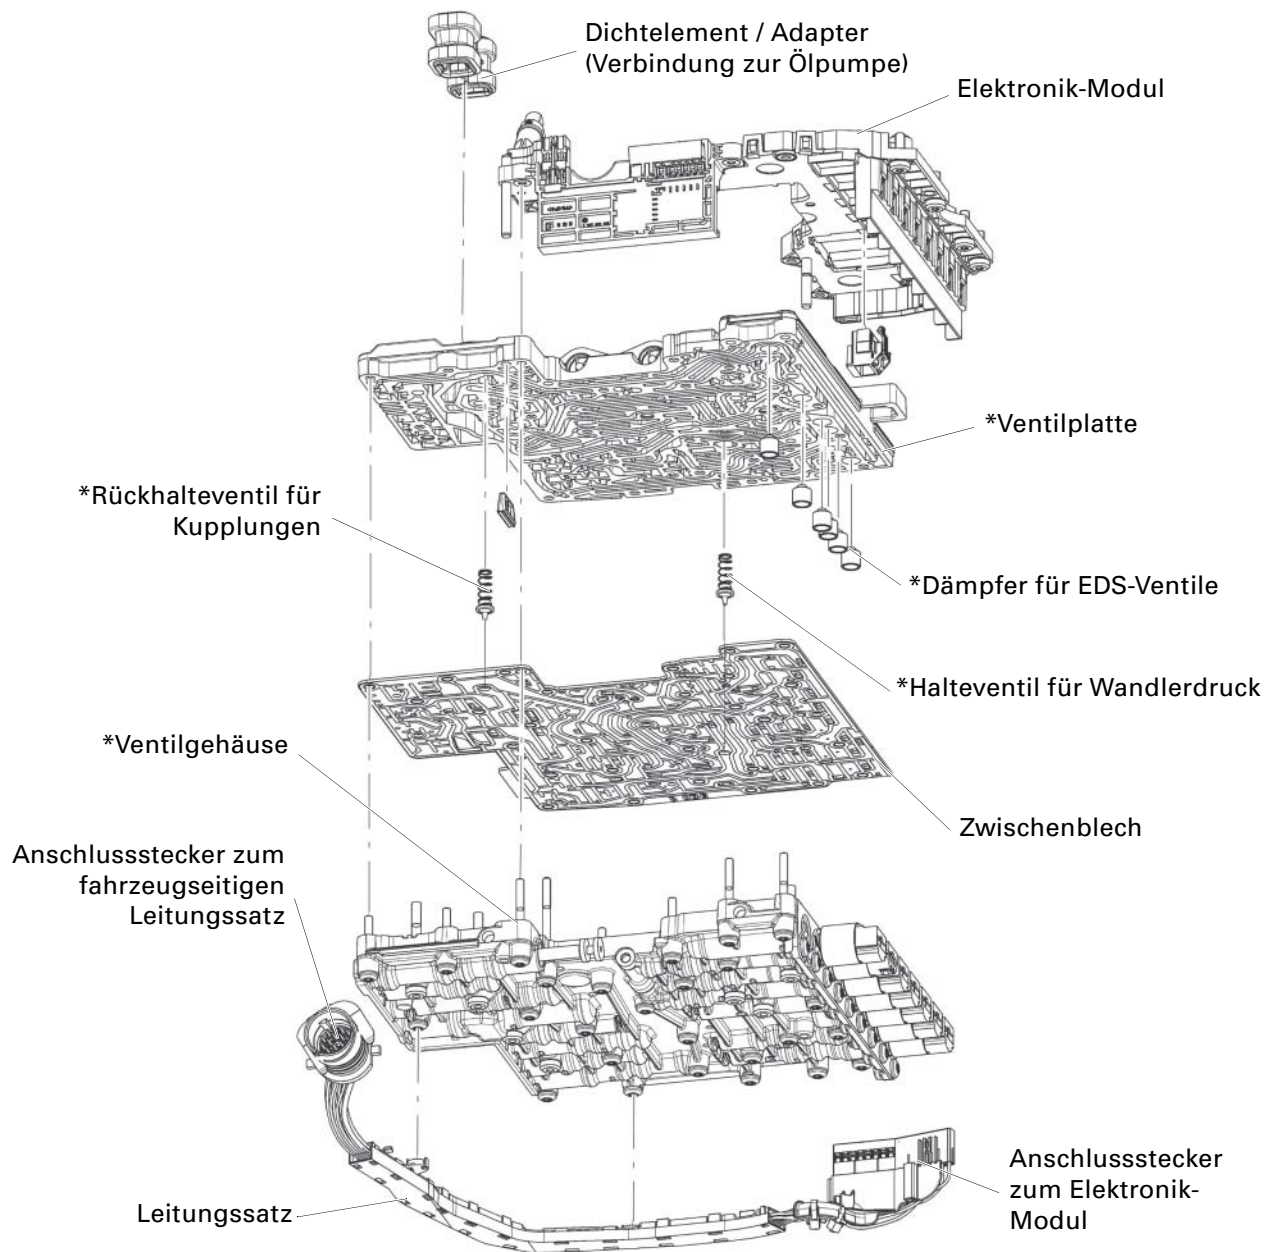 Dichtelement / Adapter
(Verbindung zur Ölpumpe)
Elektronik-Modul
*Ventilplatte
*Rückhalteventil für
Kupplungen
*Dämpfer für EDS-Ventile
*Halteventil für Wandlerdruck
*Ventilgehäuse
Zwischenblech
Anschlussstecker zum
fahrzeugseitigen
Leitungssatz
Anschlussstecker
zum Elektronik-
Modul
Leitungssatz